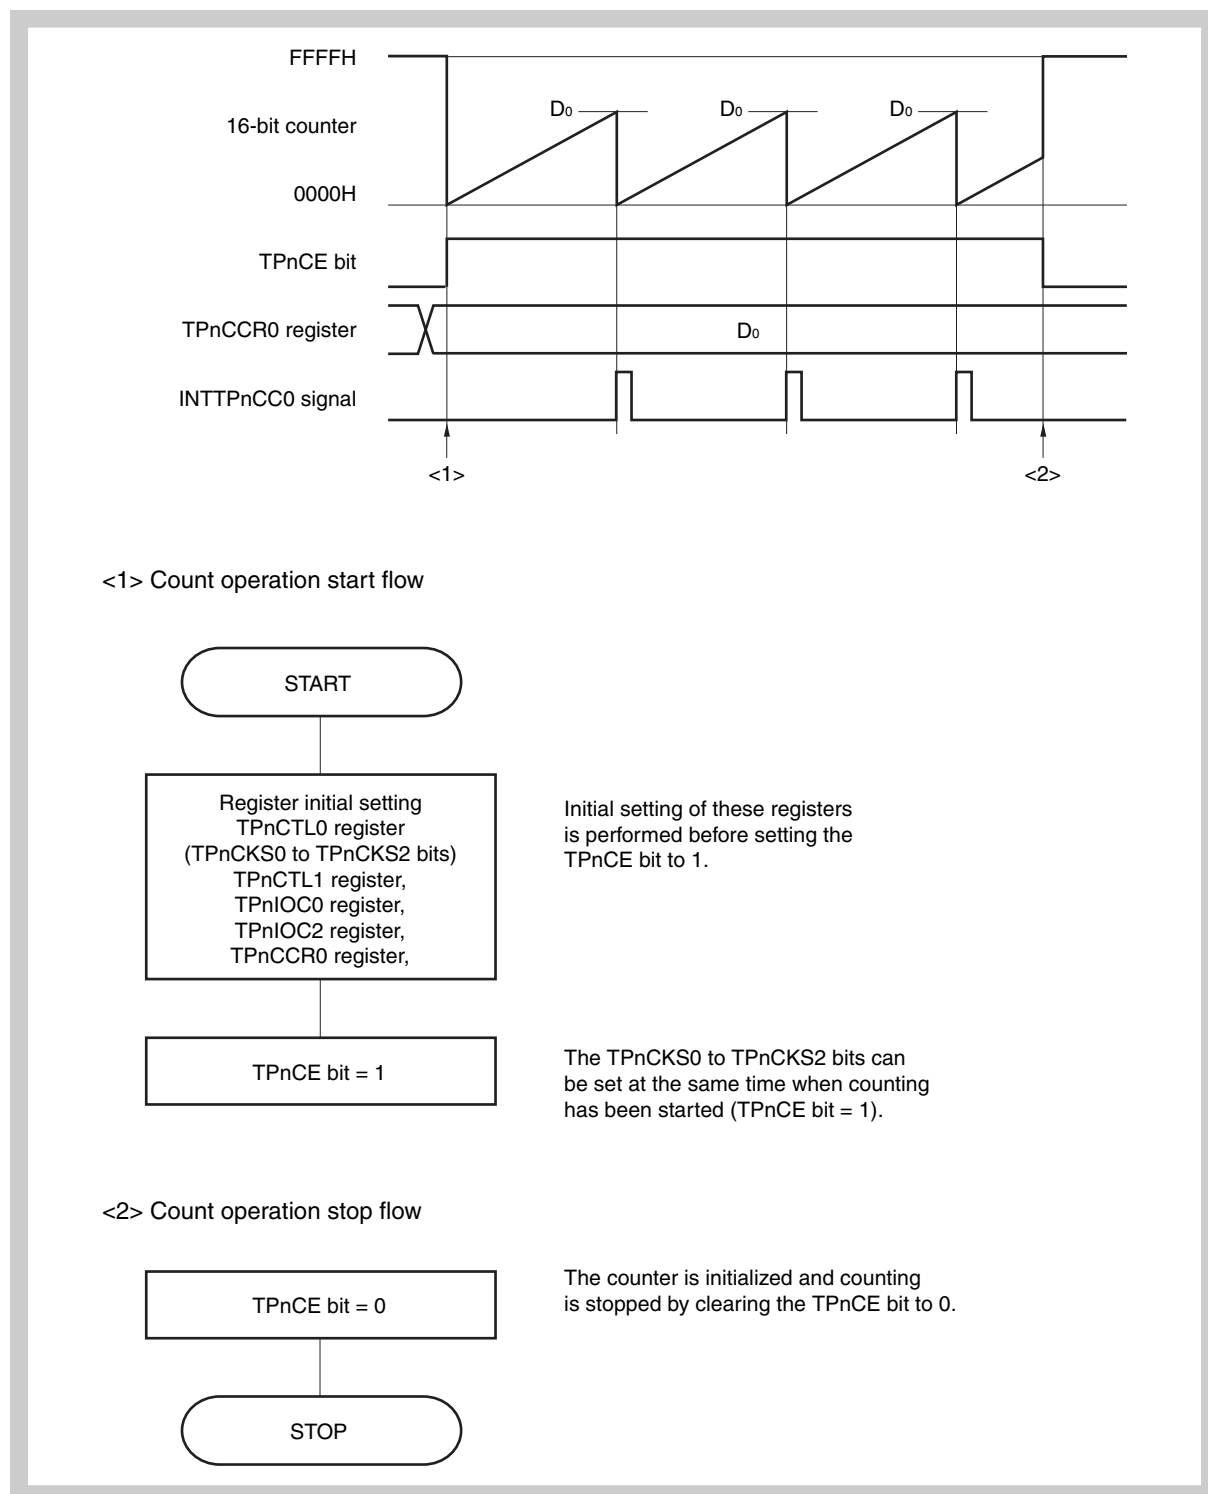 FFFFH
D0 D0 D0
16-bit counter
0000H
TPnCE bit
TPnCCR0 register
D0
INTTPnCC0 signal
<1> <2>
<1> Count operation start flow
START
Register initial setting
TPnCTL0 register
(TPnCKS0 to TPnCKS2 bits)
TPnCTL1 register,
TPnIOC0 register,
TPnIOC2 register,
TPnCCR0 register,
Initial setting of these registers
is performed before setting the
TPnCE bit to 1.
TPnCE bit = 1
The TPnCKS0 to TPnCKS2 bits can
be set at the same time when counting
has been started (TPnCE bit = 1).
<2> Count operation stop flow
TPnCE bit = 0
The counter is initialized and counting
is stopped by clearing the TPnCE bit to 0.
STOP